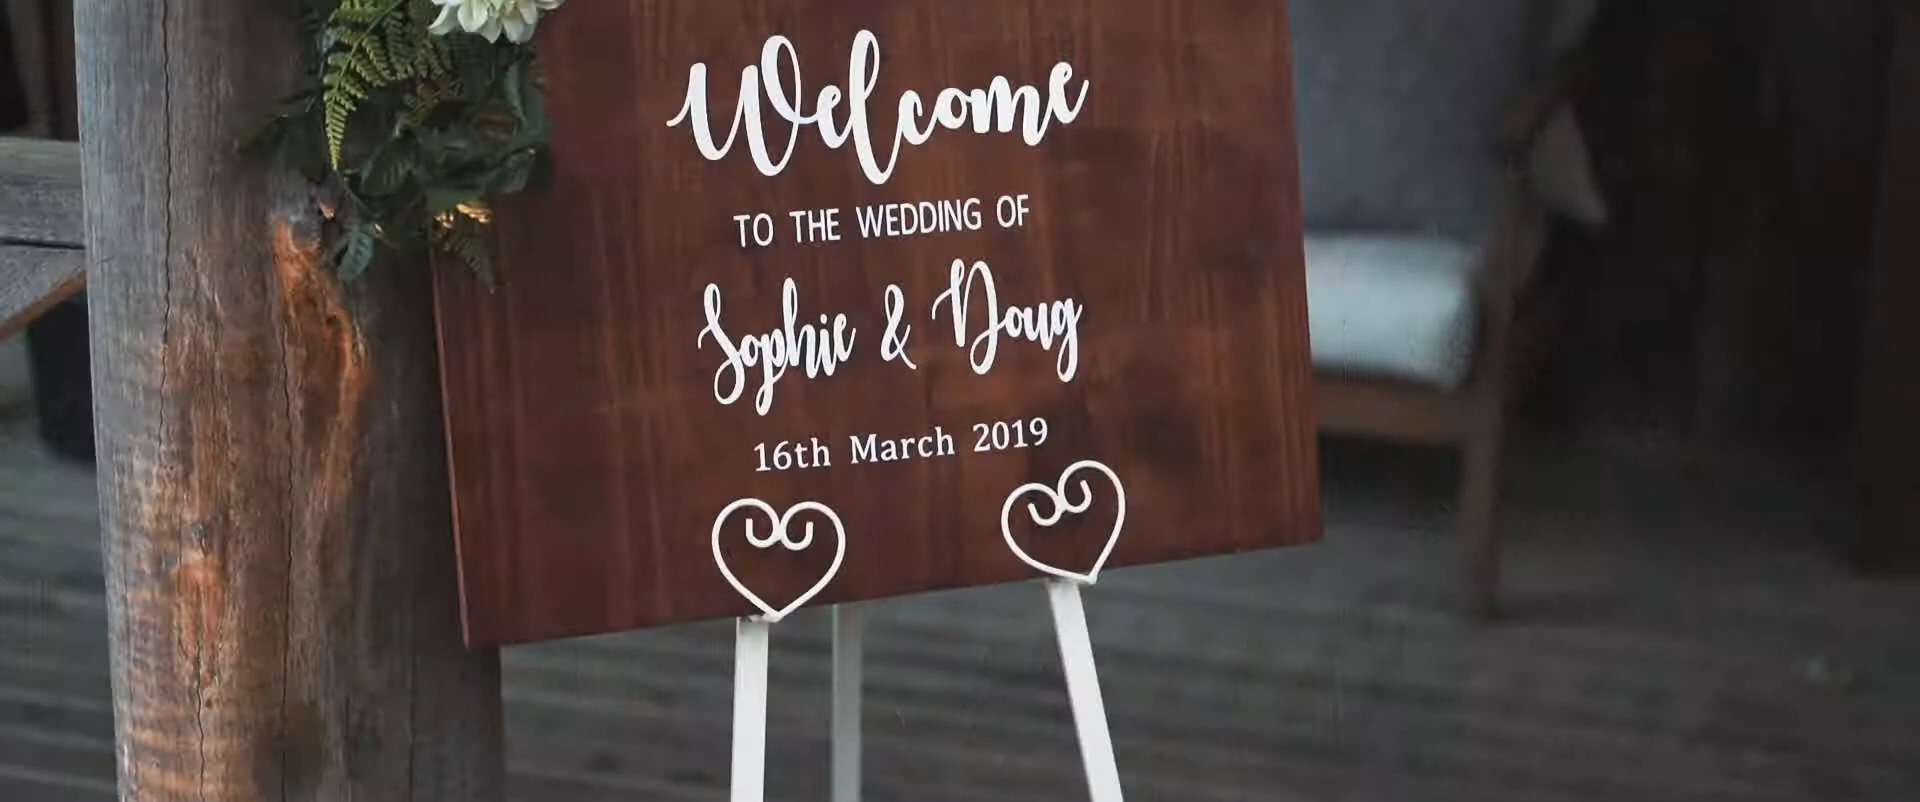 Welcome
TO THE WEDDING OF
Sophie & Doug
16th March 2019